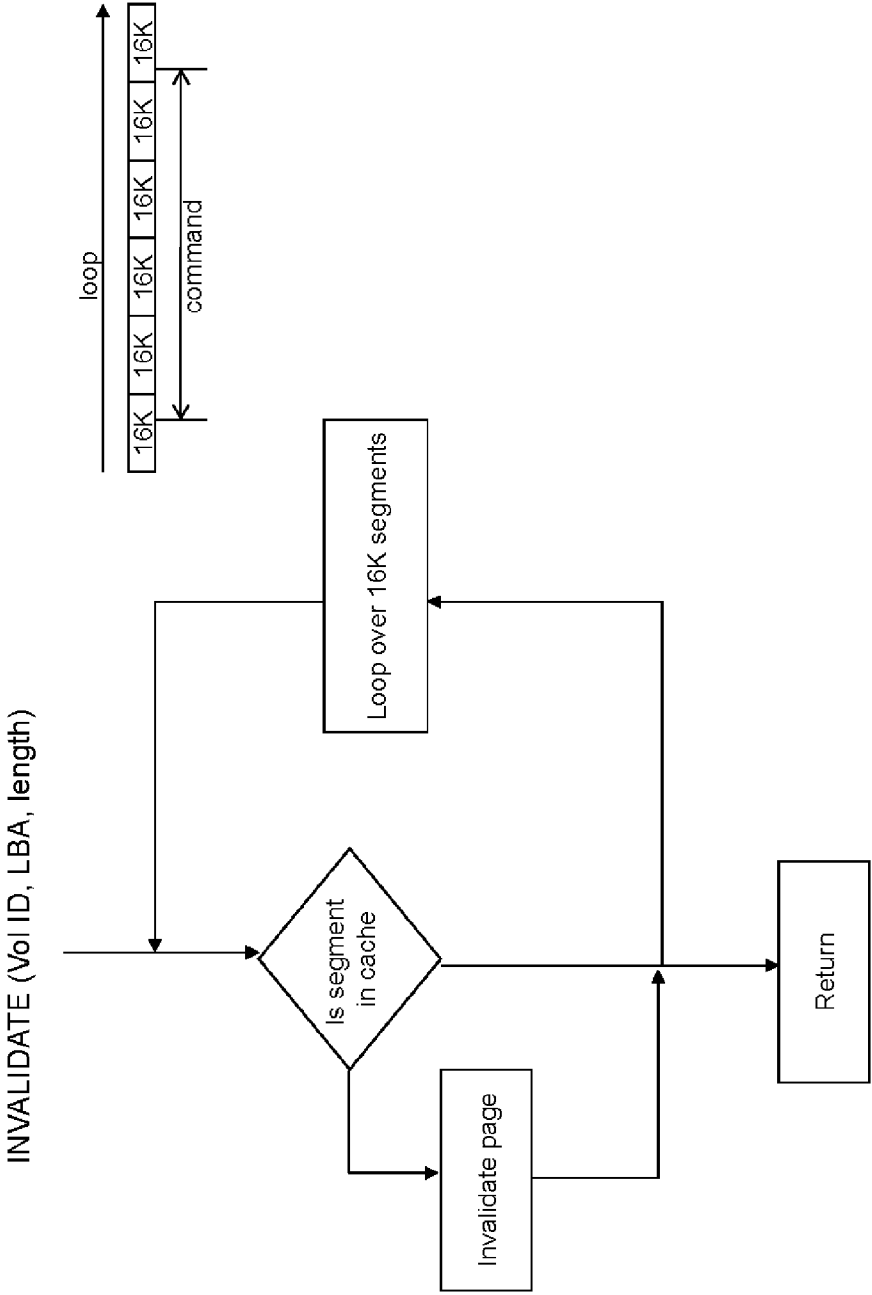 INVALIDATE (Vol ID, LBA, length)
loop
16K 16K 16K 16K 16K 16K
command
Is segment
in cache
Loop over 16K segments
Invalidate page
Return